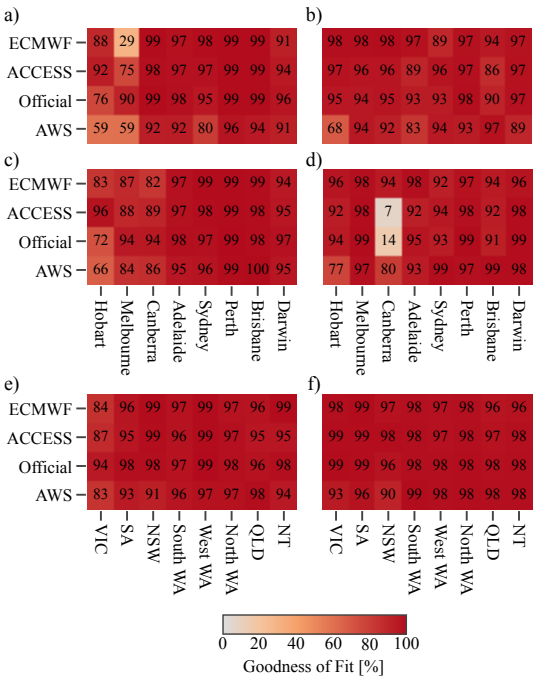 a)
ECMWF 88 29 99 97 98 99 99 91
ACCESS 92 75 98 97 97 99 99 94
Official 76 90 99 98 95 99 99 96
AWS 59 59 92 92 80 96 94 91
b)
98 98 98 97 89 97 94 97
97 96 96 89 96 97 86 97
95 94 95 93 93 98 90 97
68 94 92 83 94 93 97 89
c)
ECMWF 83 87 82 97 99 99 99 94
ACCESS 96 88 89 97 98 99 98 95
Official 72 94 94 98 97 99 98 97
AWS 66 84 86 95 96 99 100 95
Hobart
Melbourne
Canberra
Adelaide
Sydney
Perth
Brisbane
Darwin
d)
96 98 94 98 92 97 94 96
92 98 7 92 94 98 92 98
94 99 14 95 93 99 91 99
77 97 80 93 99 97 99 98
Hobart
Melbourne
Canberra
Adelaide
Sydney
Perth
Brisbane
Darwin
e)
ECMWF 84 96 99 97 99 97 96 99
ACCESS 87 95 99 96 99 97 95 95
Official 94 98 98 97 99 98 96 98
AWS 83 93 91 96 97 97 98 94
VIC
SA
NSW
South WA
West WA
North WA
QLD
NT
f)
98 99 97 98 97 98 96 96
99 99 98 98 97 98 97 98
99 99 96 98 98 98 98 98
93 96 90 99 98 98 98 98
VIC
SA
NSW
South WA
West WA
North WA
QLD
NT
0 20 40 60 80 100
Goodness of Fit [%]